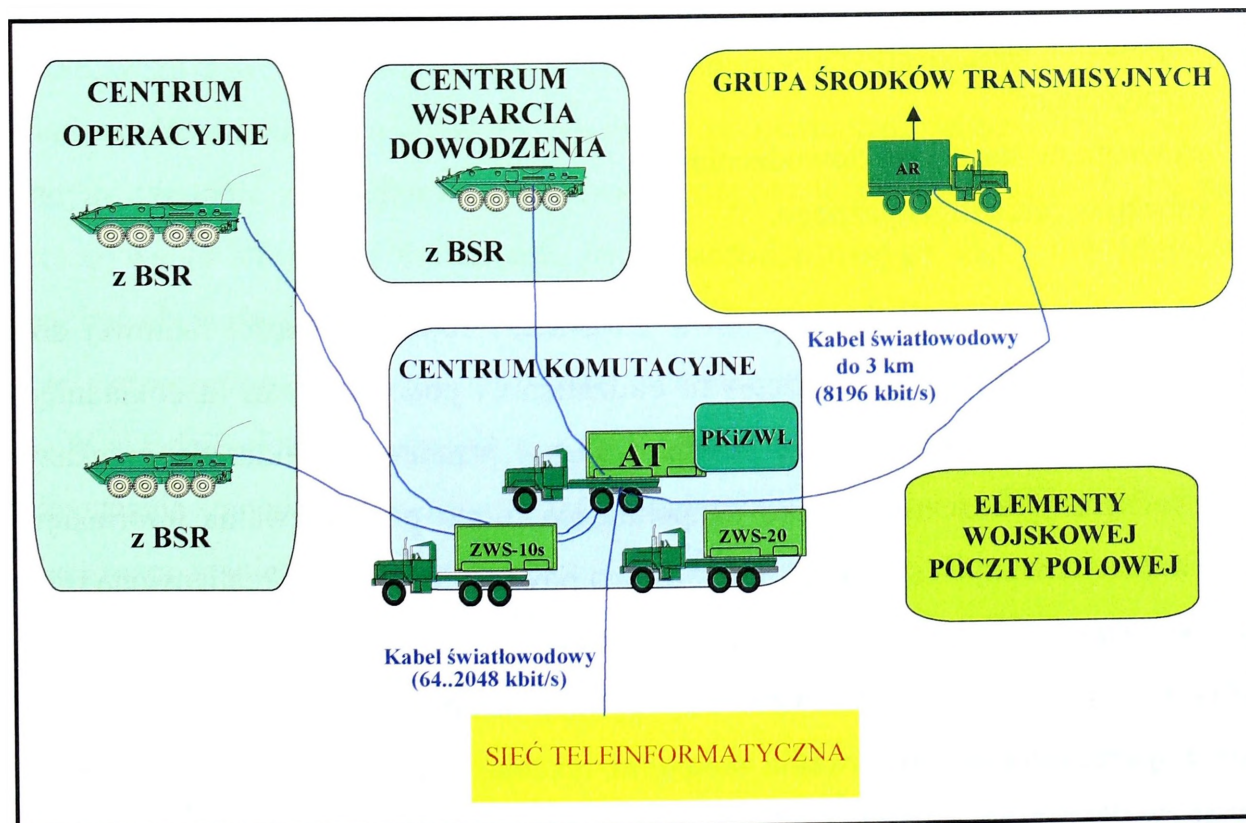 CENTRUM
OPERACYJNE
z BSR
z BSR
CENTRUM
WSPARCIA
DOWODZENIA
z BSR
GRUPA ŚRODKÓW TRANSMISYJNYCH
AR
Kabel światłowodowy
do 3 km
(8196 kbit/s)
CENTRUM KOMUTACYJNE
AT
PKiZWŁ
ZWS-10s
ZWS-20
ELEMENTY
WOJSKOWEJ
POCZTY POLOWEJ
Kabel światłowodowy
(64..2048 kbit/s)
SIEĆ TELEINFORMATYCZNA